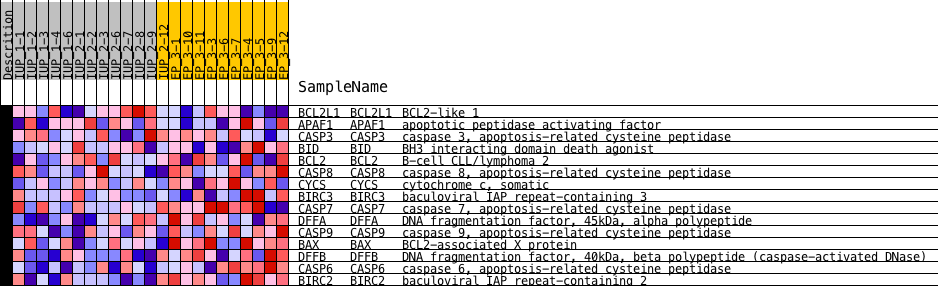 Descrition
IUP_1-1
IUP_1-2
IUP_1-3
IUP_1-4
IUP_1-6
IUP_2-1
IUP_2-2
IUP_2-3
IUP_2-6
IUP_2-7
IUP_2-8
IUP_2-9
IUP_2-12
EP_3-1
EP_3-10
EP_3-11
EP_3-3
EP_3-6
EP_3-7
EP_3-4
EP_3-5
EP_3-9
EP_3-12
SampleName
BCL2L1 BCL2L1 BCL2-like 1
APAF1 APAF1 apoptotic peptidase activating factor
CASP3 CASP3 caspase 3, apoptosis-related cysteine peptidase
BID BID BH3 interacting domain death agonist
BCL2 BCL2 B-cell CLL/lymphoma 2
CASP8 CASP8 caspase 8, apoptosis-related cysteine peptidase
CYCS CYCS cytochrome c, somatic
BIRC3 BIRC3 baculoviral IAP repeat-containing 3
CASP7 CASP7 caspase 7, apoptosis-related cysteine peptidase
DFFA DFFA DNA fragmentation factor, 45kDa, alpha polypeptide
CASP9 CASP9 caspase 9, apoptosis-related cysteine peptidase
BAX BAX BCL2-associated X protein
DFFB DFFB DNA fragmentation factor, 40kDa, beta polypeptide (caspase-activated DNase)
CASP6 CASP6 caspase 6, apoptosis-related cysteine peptidase
BIRC2 BIRC2 baculoviral IAP repeat-containing 2